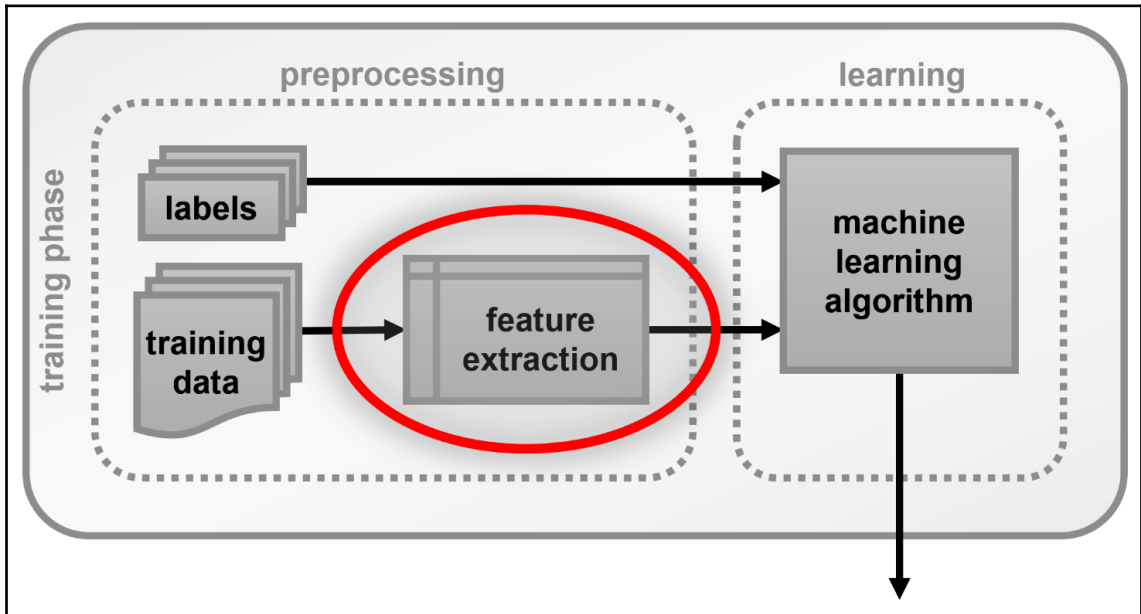 preprocessing
learning
training phase
labels
training
data
feature
extraction
machine
learning
algorithm